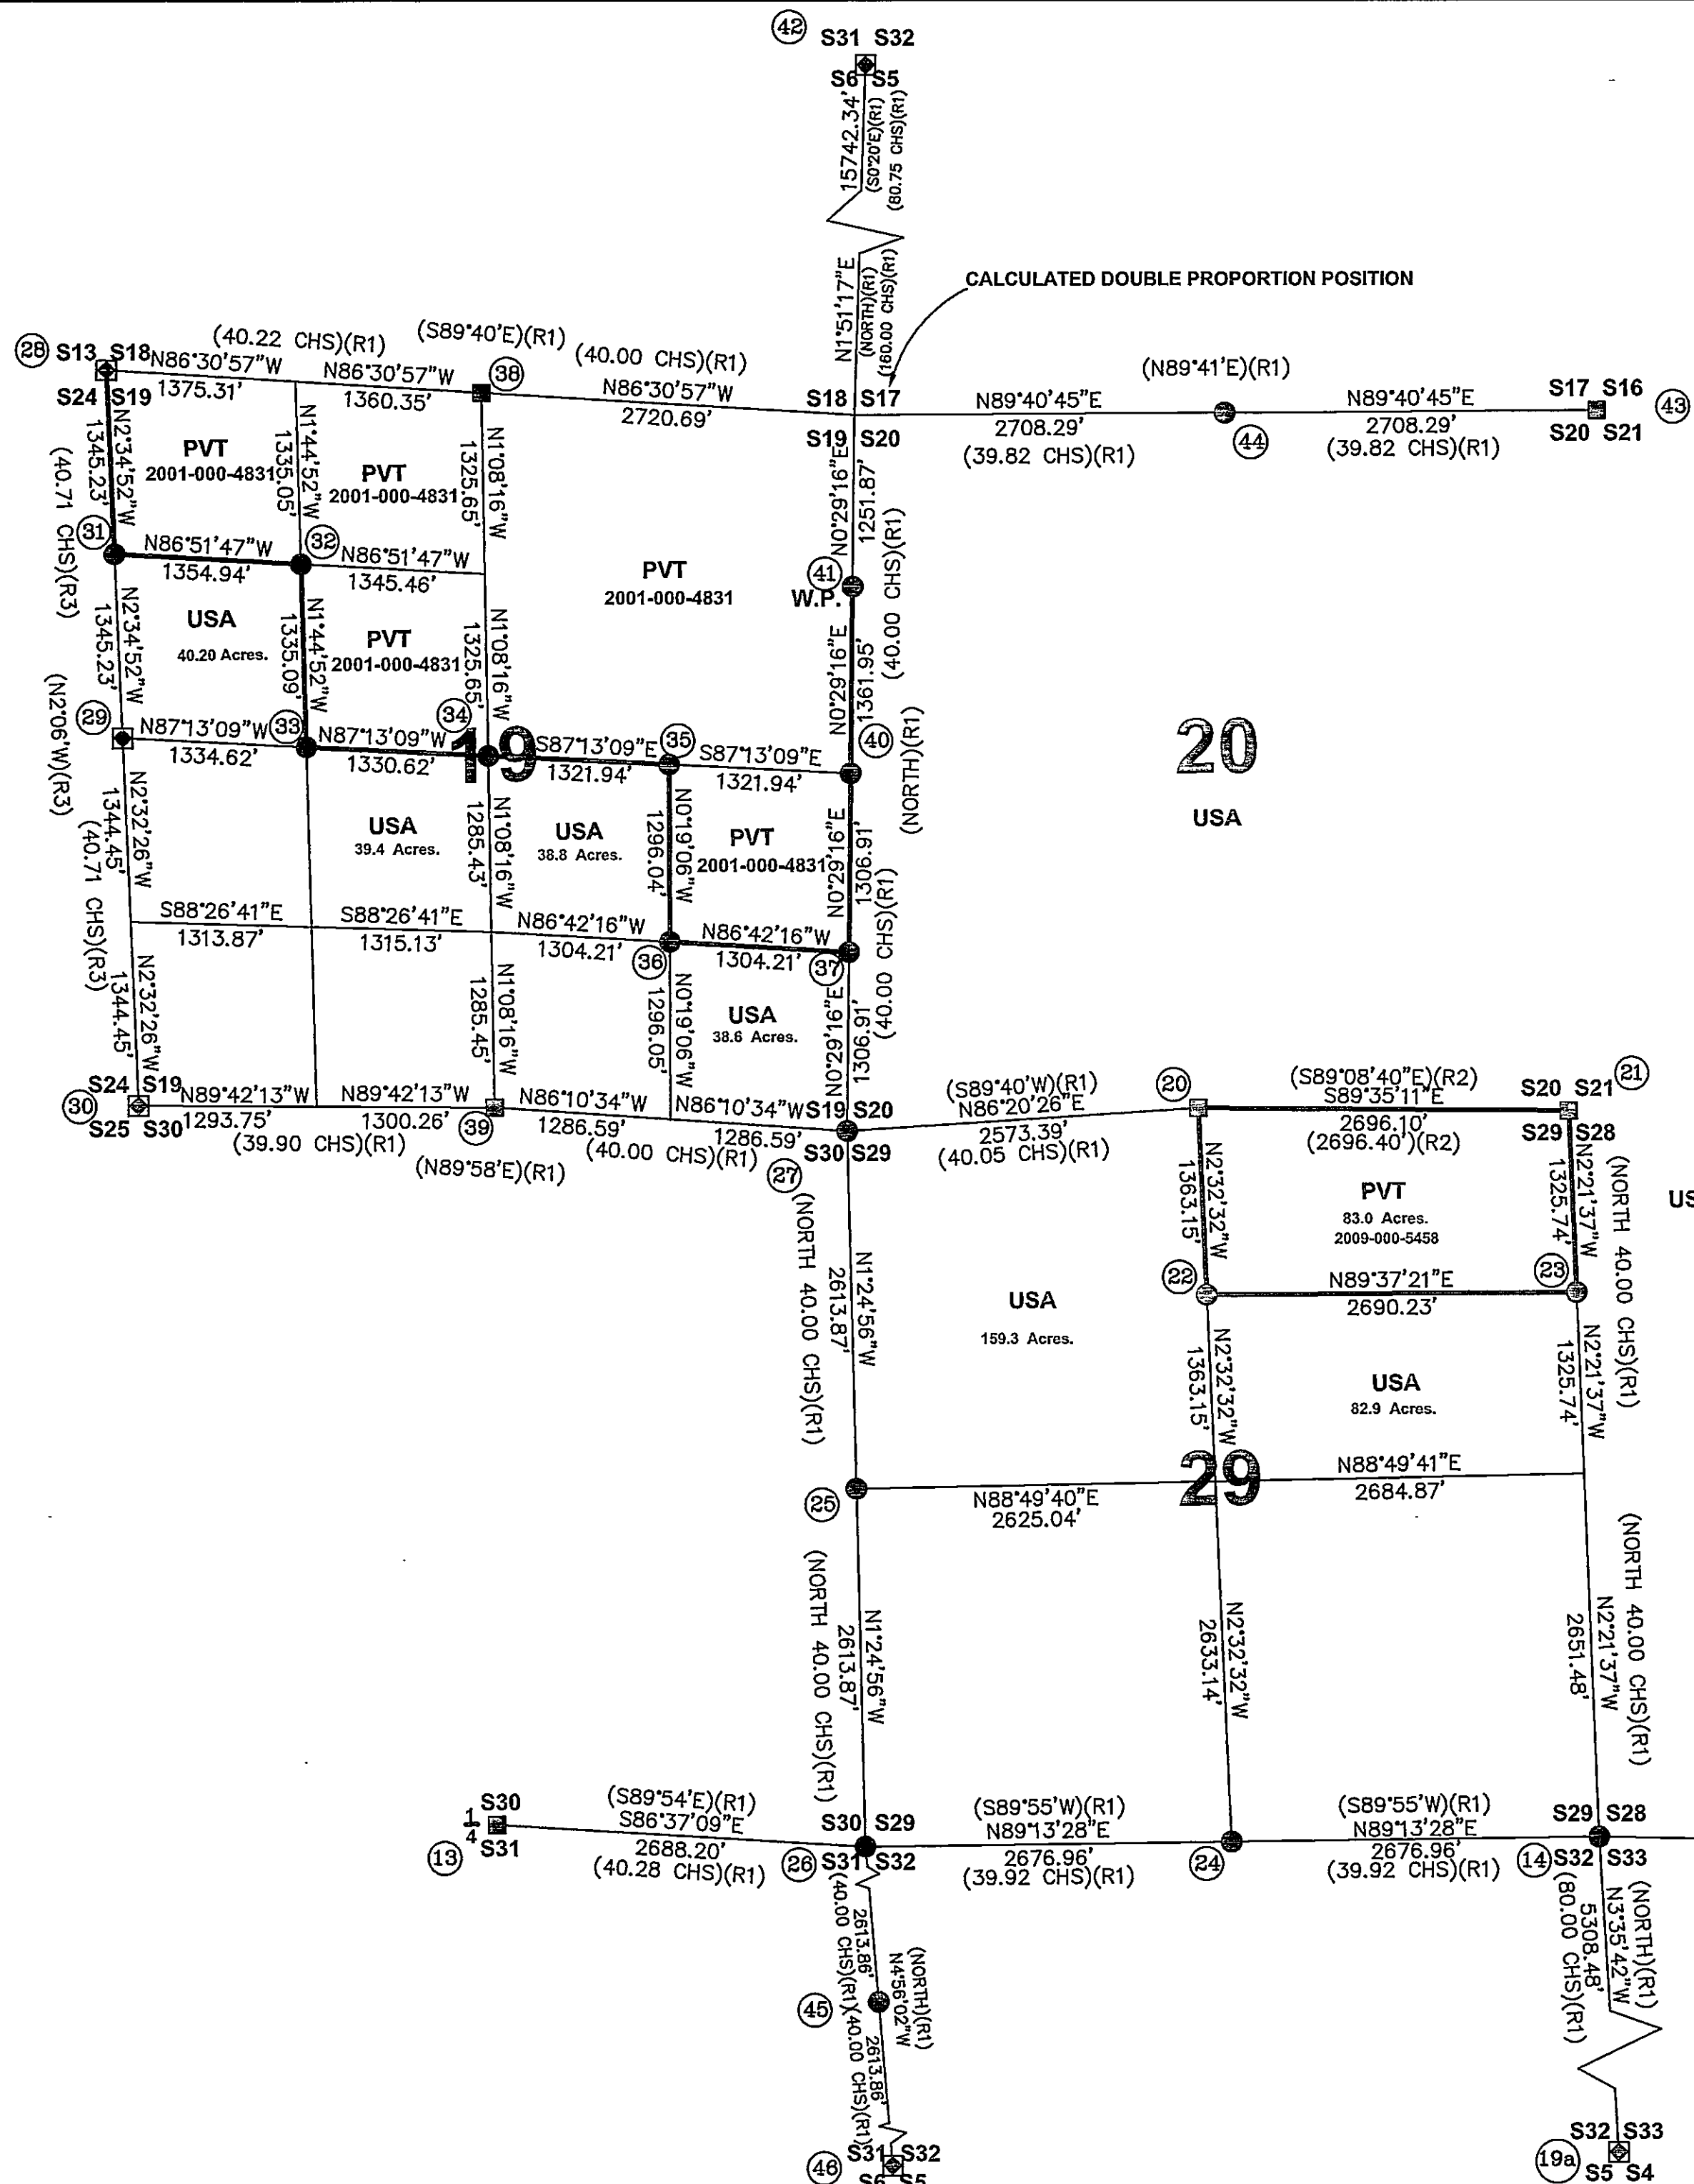 42
S31 S32
S6 S5
15742.34'
(S0°20'E)(R1)
(80.75 CHS)(R1)
N1°51'17"E
(NORTH)(R1)
(160.00 CHS)(R1)
CALCULATED DOUBLE PROPORTION POSITION
28
S13 S18
S24 S19
(40.22 CHS)(R1)
(S89°40'E)(R1)
(40.00 CHS)(R1)
N86°30'57"W
1375.31'
N86°30'57"W
1360.35'
38
N86°30'57"W
2720.69'
S18 S17
S19 S20
(N89°41'E)(R1)
N89°40'45"E
2708.29'
(39.82 CHS)(R1)
44
N89°40'45"E
2708.29'
(39.82 CHS)(R1)
S17 S16
S20 S21
43
N2°34'52"W
1345.23'
(40.71 CHS)(R3)
PVT
2001-000-4831
N1°44'52"W
1335.05'
PVT
2001-000-4831
N1°08'16"W
1325.65'
N0°29'16"E
1251.87'
(40.00 CHS)(R1)
31
N86°51'47"W
1354.94'
32
N86°51'47"W
1345.46'
PVT
2001-000-4831
41
W.P.
N2°34'52"W
1345.23'
USA
40.20 Acres.
N1°44'52"W
1335.09'
PVT
2001-000-4831
N1°08'16"W
1325.65'
N0°29'16"E
1361.95'
(NORTH)(R1)
(N2°06'W)(R3)
29
N87°13'09"W
1334.62'
33
N87°13'09"W
1330.62'
34
19
S87°13'09"E
1321.94'
35
S87°13'09"E
1321.94'
40
20
USA
N2°32'26"W
1344.45'
(40.71 CHS)(R3)
USA
39.4 Acres.
N1°08'16"W
1285.43'
USA
38.8 Acres.
N0°19'06"W
1296.04'
PVT
2001-000-4831
N0°29'16"E
1306.91'
(40.00 CHS)(R1)
S88°26'41"E
1313.87'
S88°26'41"E
1315.13'
N86°42'16"W
1304.21'
36
N86°42'16"W
1304.21'
37
N2°32'26"W
1344.45'
N1°08'16"W
1285.45'
N0°19'06"W
1296.05'
USA
38.6 Acres.
N0°29'16"E
1306.91'
S24 S19
30
S25 S30
N89°42'13"W
1293.75'
N89°42'13"W
1300.26'
(39.90 CHS)(R1)
39
(N89°58'E)(R1)
N86°10'34"W
1286.59'
N86°10'34"W
1286.59'
(40.00 CHS)(R1)
S19 S20
S30 S29
27
(S89°40'W)(R1)
N86°20'26"E
2573.39'
(40.05 CHS)(R1)
20
(S89°08'40"E)(R2)
S89°35'11"E
2696.10'
(2696.40')(R2)
S20 S21
S29 S28
21
(NORTH 40.00 CHS)(R1)
N1°24'56"W
2613.87'
USA
159.3 Acres.
N2°32'32"W
1363.15'
PVT
83.0 Acres.
2009-000-5458
N2°21'37"W
1325.74'
(NORTH 40.00 CHS)(R1)
US
22
N89°37'21"E
2690.23'
23
N2°32'32"W
1363.15'
USA
82.9 Acres.
N2°21'37"W
1325.74'
25
N88°49'40"E
2625.04'
29
N88°49'41"E
2684.87'
(NORTH 40.00 CHS)(R1)
N1°24'56"W
2613.87'
N2°32'32"W
2633.14'
N2°21'37"W
2651.48'
(NORTH 40.00 CHS)(R1)
13
1
4
S30
S31
(S89°54'E)(R1)
S86°37'09"E
2688.20'
(40.28 CHS)(R1)
S30 S29
26
S31 S32
(S89°55'W)(R1)
N89°13'28"E
2676.96'
(39.92 CHS)(R1)
24
(S89°55'W)(R1)
N89°13'28"E
2676.96'
(39.92 CHS)(R1)
S29 S28
14
S32 S33
2613.86'
(40.00 CHS)(R1)
(NORTH)(R1)
N4°56'02"W
45
2613.86'
(40.00 CHS)(R1)
(NORTH)(R1)
N3°35'42"W
5308.48'
(80.00 CHS)(R1)
46
S31 S32
S6 S5
S32 S33
19a
S5 S4